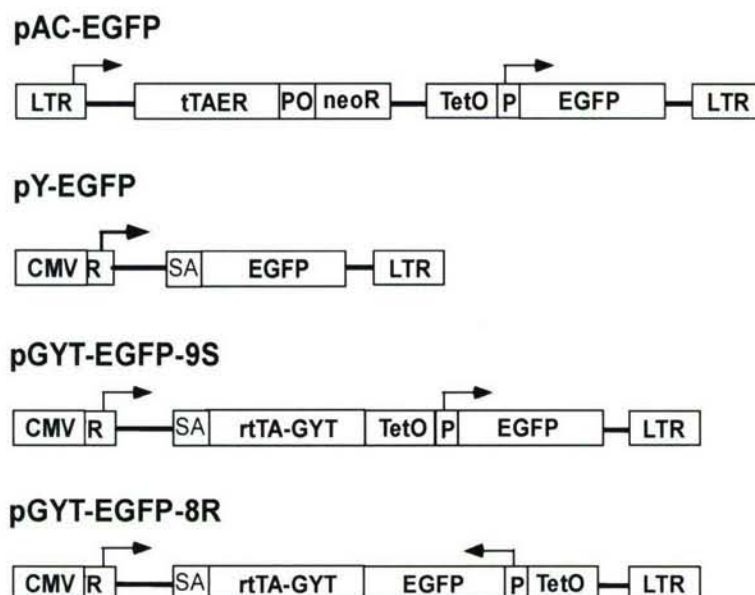 pAC-EGFP
LTR tTAER PO neoR TetO P EGFP LTR
pY-EGFP
CMV R SA EGFP LTR
pGYT-EGFP-9S
CMV R SA rtTA-GYT TetO P EGFP LTR
pGYT-EGFP-8R
CMV R SA rtTA-GYT EGFP P TetO LTR